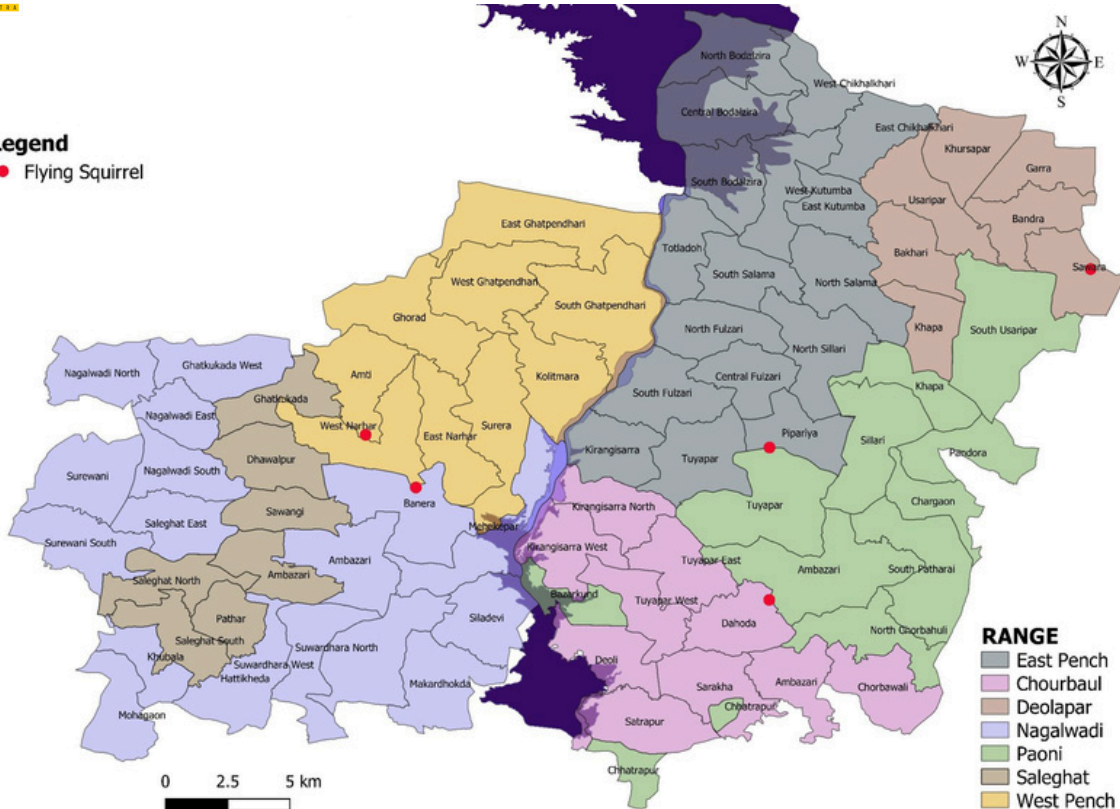 TRA
N
W E
S
Legend
Flying Squirrel
North Bodalzira
West Chikhalkhari
Central Bodalzira
East Chikhalkhari
Khursapar
Garra
South Bodalzira
West Kutumba
East Kutumba
Usaripar
Bandra
East Ghatpendhari
Totladoh
Bakhari
Sawara
West Ghatpendhari
South Salama
North Salama
South Ghatpendhari
Ghorad
North Fulzari
Khapa
South Usaripar
North Sillari
Nagalwadi North
Ghatkukada West
Amti
Kolitmara
Central Fulzari
South Fulzari
Khapa
Ghatkukada
Nagalwadi East
West Narhar
East Narhar
Surera
Pipariya
Sillari
Kirangisarra
Tuyapar
Pandora
Dhawalpur
Surewani
Nagalwadi South
Banera
Chargaon
Sawangi
Tuyapar
Kirangisarra North
Saleghat East
Mehekepar
Surewani South
Kirangisarra West
Ambazari
Tuyapar East
Ambazari
South Patharai
Saleghat North
Ambazari
Bazarkund
Tuyapar West
Pathar
Siladevi
Dahoda
North Chorbahuli
Saleghat South
Suwardhara North
Khubala
Suwardhara West
Hattikheda
Deoli
Makardhokda
Sarakha
Ambazari
Chorbawali
Chhatrapur
Mohagaon
Satrapur
Chhatrapur
0 2.5 5 km
RANGE
East Pench
Chourbaul
Deolapar
Nagalwadi
Paoni
Saleghat
West Pench